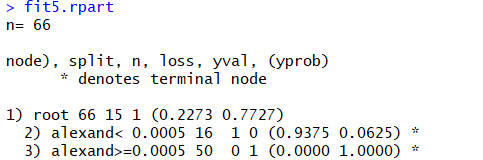 > fit5.rpart
n= 66
node), split, n, loss, yval, (yprob)
* denotes terminal node
1) root 66 15 1 (0.2273 0.7727)
2) alexand< 0.0005 16 1 0 (0.9375 0.0625) *
3) alexand>=0.0005 50 0 1 (0.0000 1.0000) *